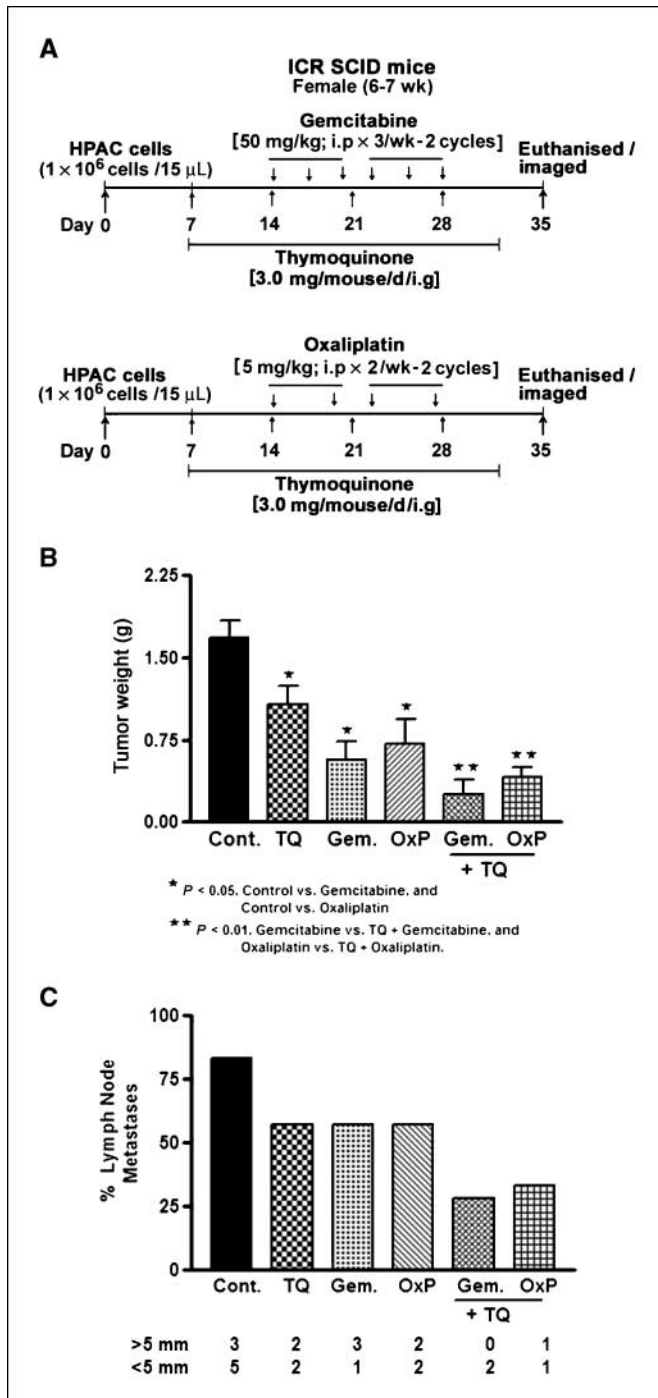 A
ICR SCID mice
Female (6-7 wk)
Gemcitabine
[50 mg/kg; i.p × 3/wk-2 cycles]
HPAC cells
(1 × 10⁶ cells /15 μL)
Euthanised /
imaged
Day 0 7 14 21 28 35
Thymoquinone
[3.0 mg/mouse/d/i.g]
Oxaliplatin
[5 mg/kg; i.p × 2/wk-2 cycles]
HPAC cells
(1 × 10⁶ cells /15 μL)
Euthanised /
imaged
Day 0 7 14 21 28 35
Thymoquinone
[3.0 mg/mouse/d/i.g]
B
Tumor weight (g)
2.25
1.50
0.75
0.00
★ ★ ★ ★★ ★★
Cont. TQ Gem. OxP Gem. OxP
+ TQ
★ P < 0.05. Control vs. Gemcitabine. and
Control vs. Oxaliplatin
★★ P < 0.01. Gemcitabine vs. TQ + Gemcitabine. and
Oxaliplatin vs. TQ + Oxaliplatin.
C
% Lymph Node
Metastases
100
75
50
25
0
Cont. TQ Gem. OxP Gem. OxP
+ TQ
>5 mm 3 2 3 2 0 1
<5 mm 5 2 1 2 2 1